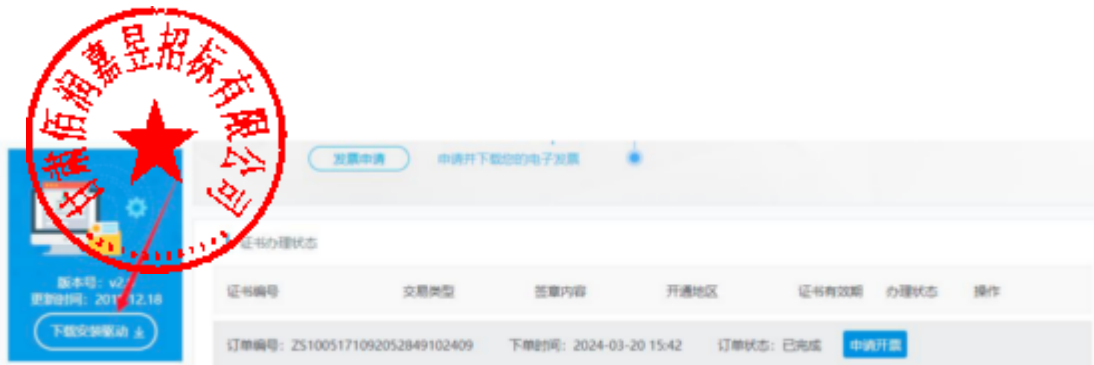 甘肃佰润嘉昱招标有限公司
发票申请 申请并下载您的电子发票
证书办理状态
版本号：v2.
更新时间：201 .12.18
下载安装驱动
证书编号 交易类型 签章内容 开通地区 证书有效期 办理状态 操作
订单编号：ZS1005171092052849102409 下单时间：2024-03-20 15:42 订单状态：已完成 申请开票